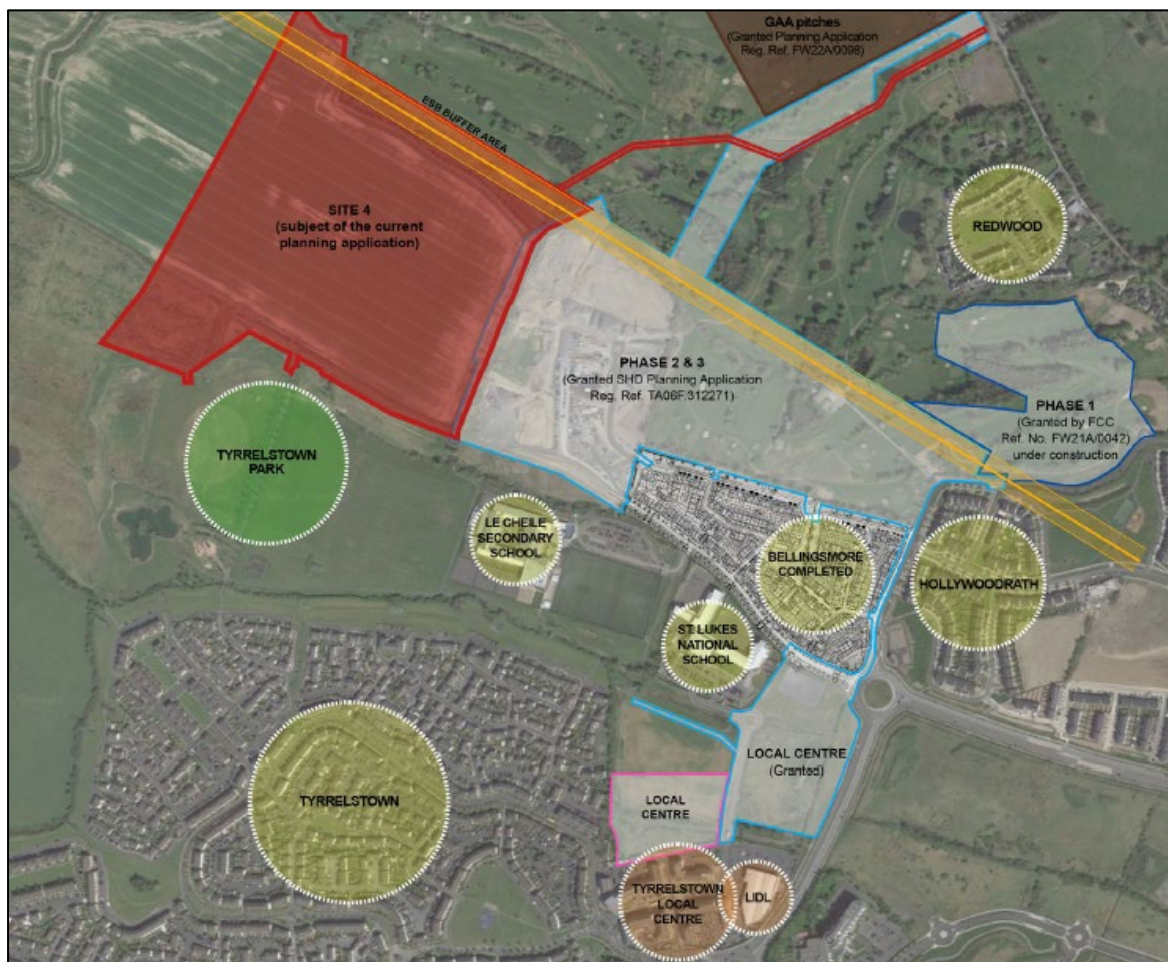 GAA pitches
(Granted Planning Application
Reg. Ref. FW22A/0098)
ESB BUFFER AREA
SITE 4
(subject of the current
planning application)
REDWOOD
PHASE 2 & 3
(Granted SHD Planning Application
Reg. Ref. TA06F.312271)
PHASE 1
(Granted by FCC
Ref. No. FW21A/0042)
under construction
TYRRELSTOWN
PARK
LE CHEILE
SECONDARY
SCHOOL
BELLINGSMORE
COMPLETED
HOLLYWOODRATH
ST. LUKES
NATIONAL
SCHOOL
LOCAL CENTRE
(Granted)
TYRRELSTOWN
LOCAL
CENTRE
TYRRELSTOWN
LOCAL
CENTRE
LIDL